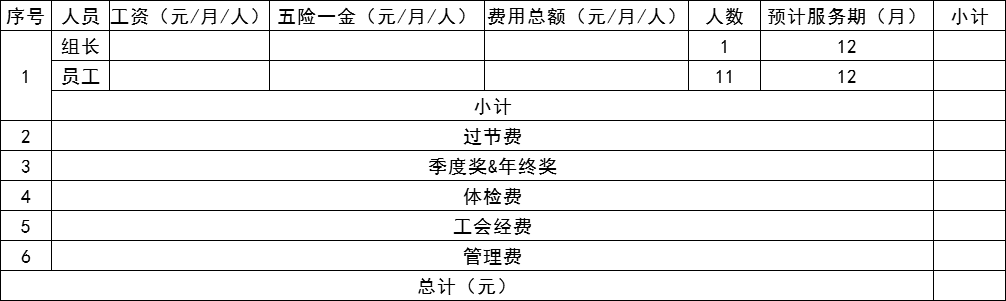 序号 人员 工资（元/月/人） 五险一金（元/月/人） 费用总额（元/月/人） 人数 预计服务期（月） 小计
1 组长 1 12
员工 11 12
小计
2 过节费
3 季度奖&年终奖
4 体检费
5 工会经费
6 管理费
总计（元）